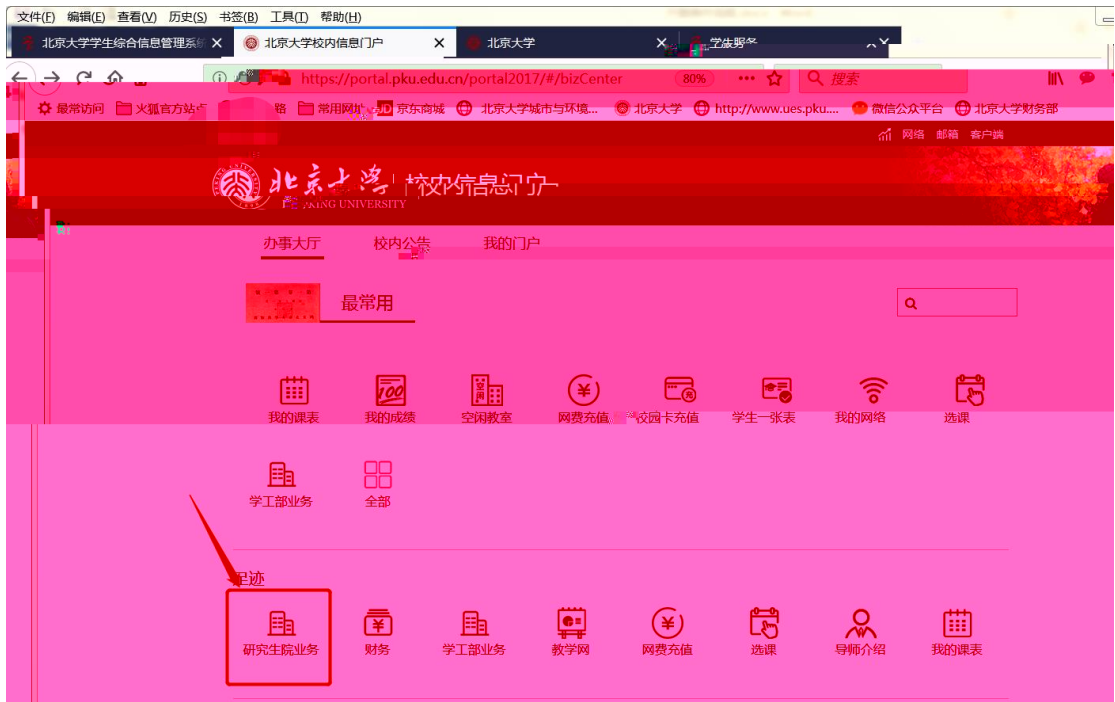 文件(F) 编辑(E) 查看(V) 历史(S) 书签(B) 工具(T) 帮助(H)
北京大学学生综合信息管理系统 北京大学校内信息门户 北京大学
https://portal.pku.edu.cn/portal2017/#/bizCenter 80% 搜索
最常访问 火狐官方站点 常用网址 JD 京东商城 北京大学城市与环境... 北京大学 http://www.ues.pku.... 微信公众平台 北京大学财务部
网络 邮箱 客户端
北京大学 校内信息门户
PEKING UNIVERSITY
办事大厅 校内公告 我的门户
最常用
100
我的课表 我的成绩 空闲教室 网费充值 校园卡充值 学生一张表 我的网络 选课
学工部业务 全部
足迹
研究生院业务 财务 学工部业务 教学网 网费充值 选课 导师介绍 我的课表